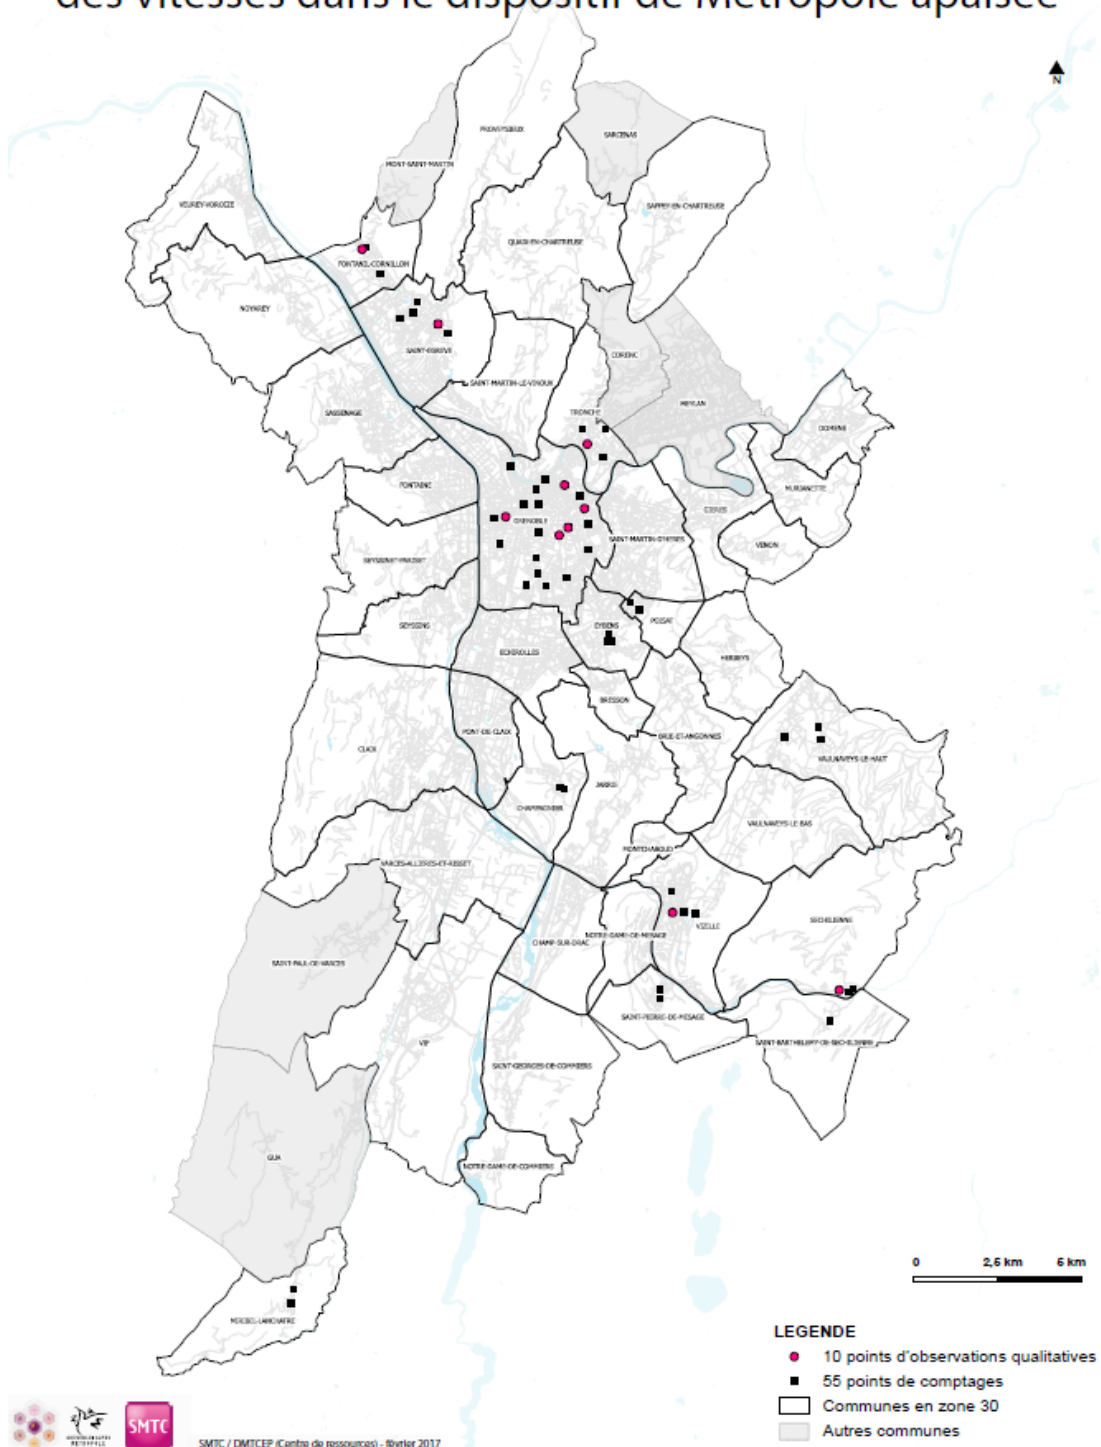 des vitesses dans le dispositif de Métropole apaisée
N
PROVEYSIEUX
SARCENAS
MONT-SAINT-MARTIN
VEUREY-VOROIZE
SAPPEY-EN-CHARTREUSE
QUAIX-EN-CHARTREUSE
FONTANIL-CORNILLON
NOYAREY
SAINT-EGREVE
CORENC
SAINT-MARTIN-LE-VINOUX
MEYLAN
SASSENAGE
TRONCHE
DOMENE
FONTAINE
MURIANETTE
GIERES
GRENOBLE
SAINT-MARTIN-D'HERES
VENON
SEYSSINET-PARISET
SEYSSINS
EYBENS
POISAT
ECHIROLLES
HERBEYS
BRESSON
PONT-DE-CLAIX
BRIE-ET-ANGONNES
CLAIX
VAULNAVEYS-LE-HAUT
JARRIE
CHAMPAGNIER
VAULNAVEYS-LE-BAS
MONTCHABOUD
VARCES-ALLIERES-ET-RISSET
SECHILIENNE
VIZILLE
NOTRE-DAME-DE-MESAGE
CHAMP-SUR-DRAC
SAINT-PAUL-DE-VARCES
SAINT-PIERRE-DE-MESAGE
VIF
SAINT-BARTHELEMY-DE-SECHILIENNE
SAINT-GEORGES-DE-COMMIERS
GUA
NOTRE-DAME-DE-COMMIERS
0 2,5 km 5 km
MIRIBEL-LANCHATRE
LEGENDE
10 points d'observations qualitatives
55 points de comptages
Communes en zone 30
Autres communes
SMTC
SMTC / DMTCEP (Centre de ressources) - février 2017